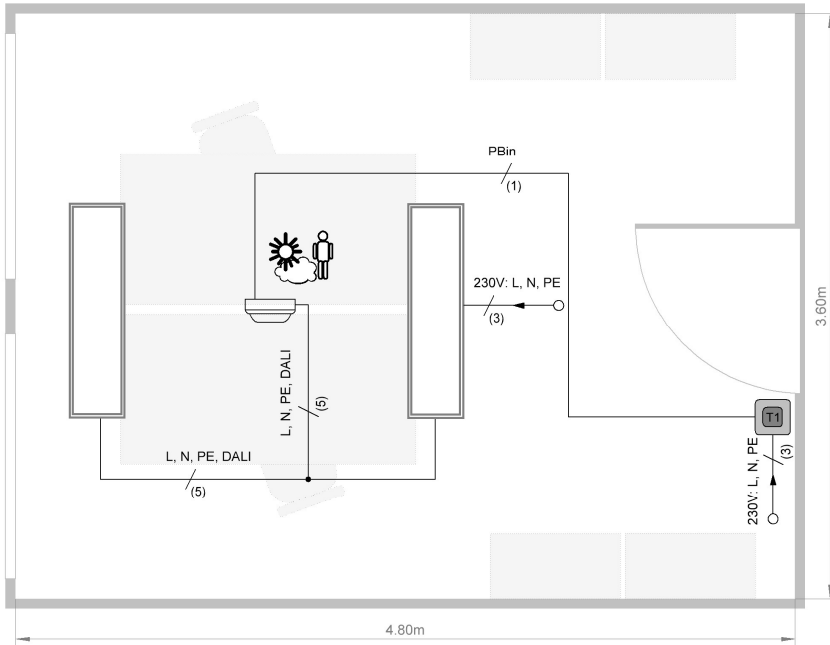 PBin
(1)
230V: L, N, PE
(3)
3.60m
L, N, PE, DALI
(5)
T1
L, N, PE, DALI
(5)
230V: L, N, PE
(3)
4.80m